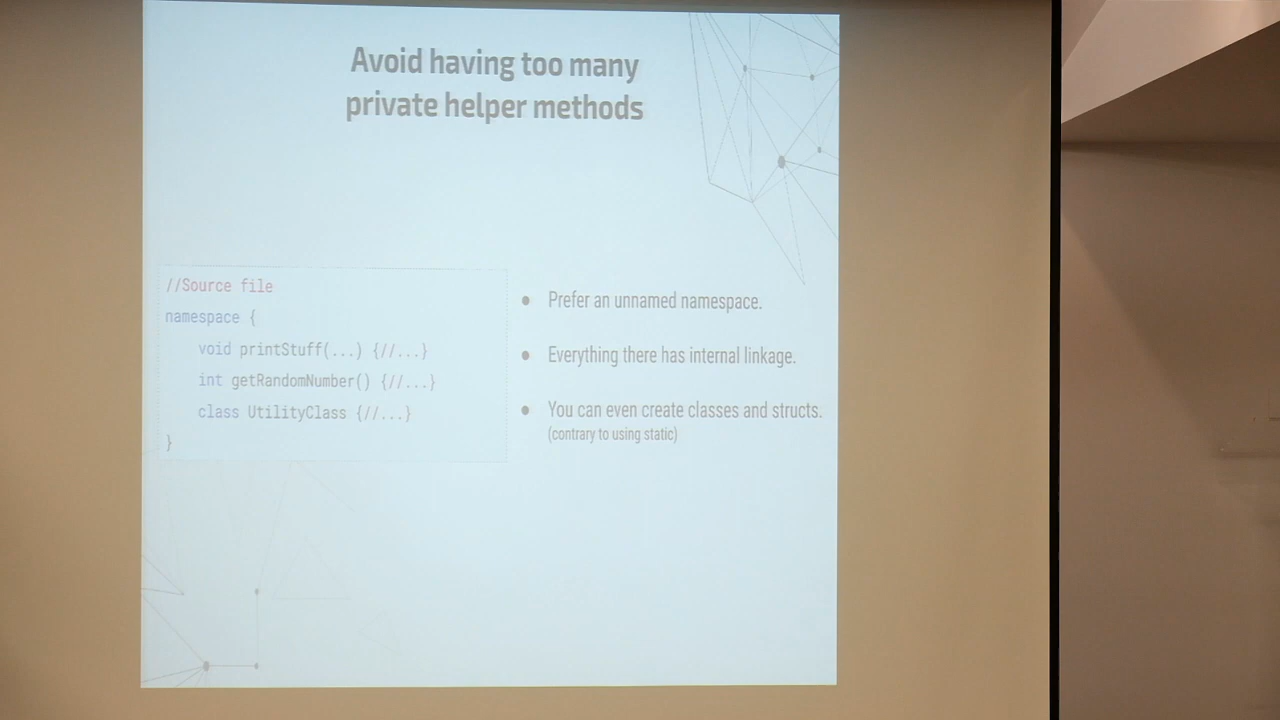 Avoid having too many
private helper methods
//Source file
namespace {
void printStuff(...) {//...}
int getRandomNumber() {//...}
class UtilityClass {//...}
}
● Prefer an unnamed namespace.
● Everything there has internal linkage.
● You can even create classes and structs.
(contrary to using static)